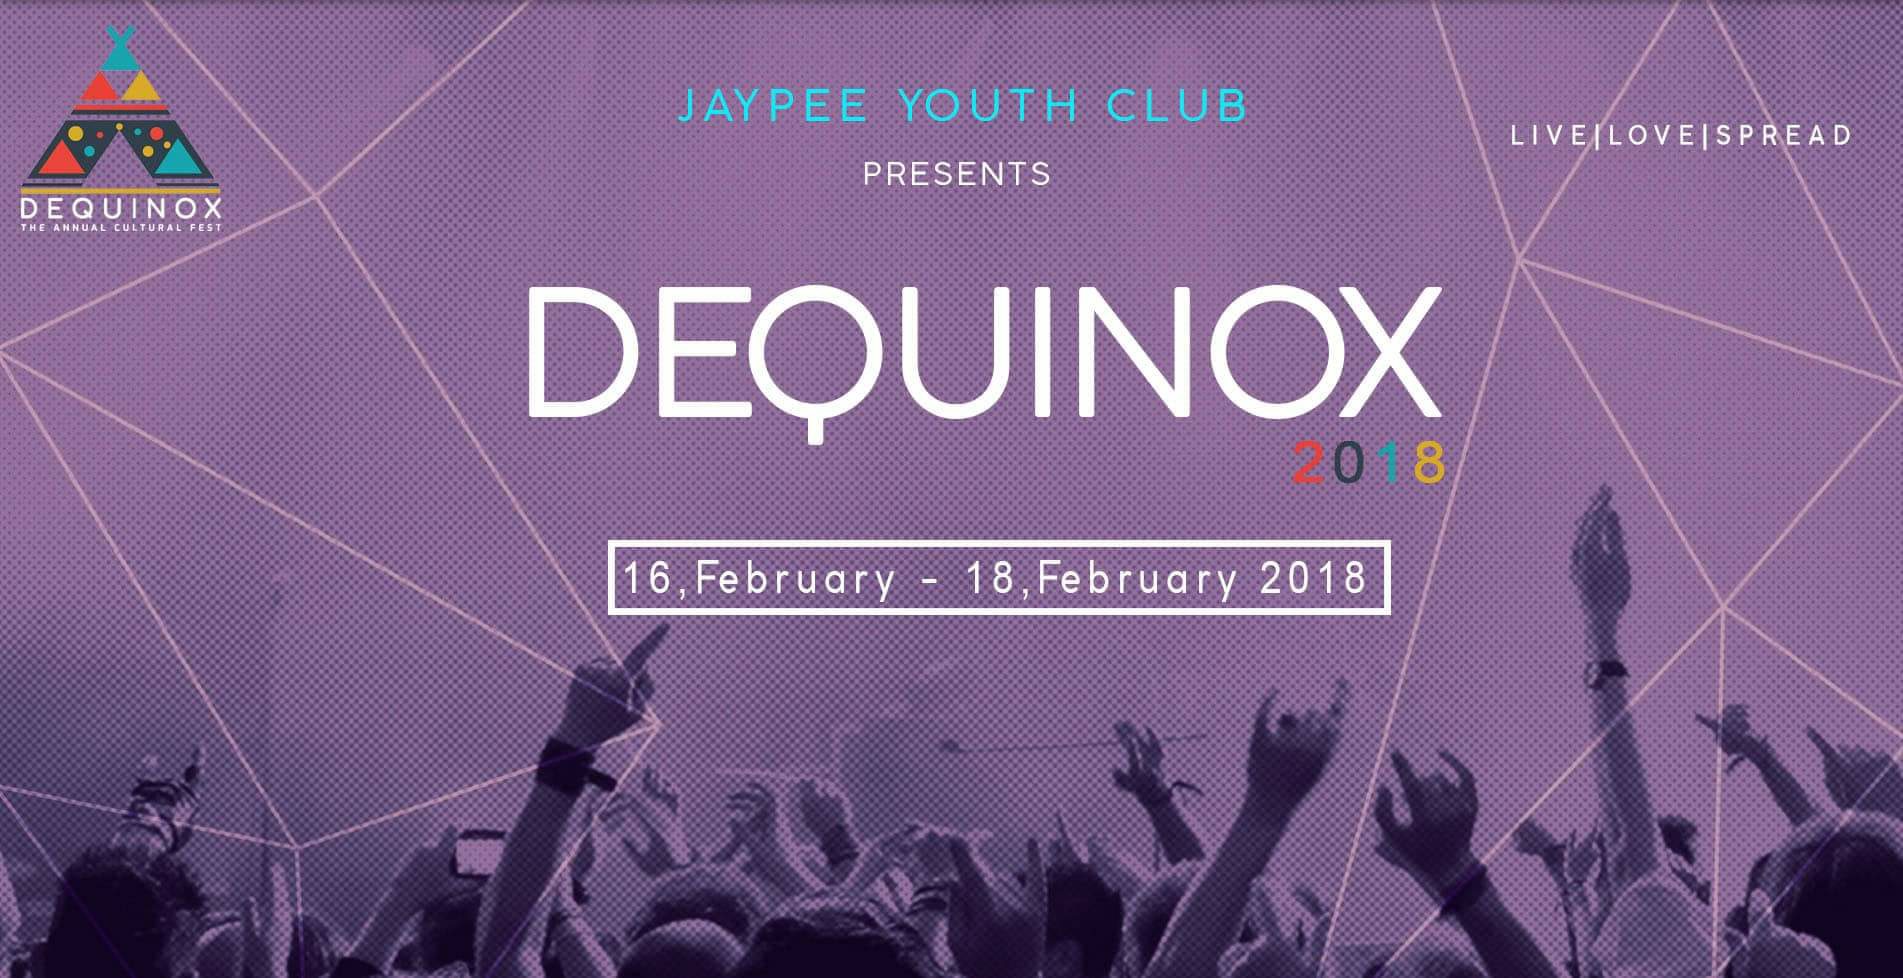 DEQUINOX
THE ANNUAL CULTURAL FEST
JAYPEE YOUTH CLUB
PRESENTS
LIVE|LOVE|SPREAD
DEQUINOX
2018
16,February - 18,February 2018